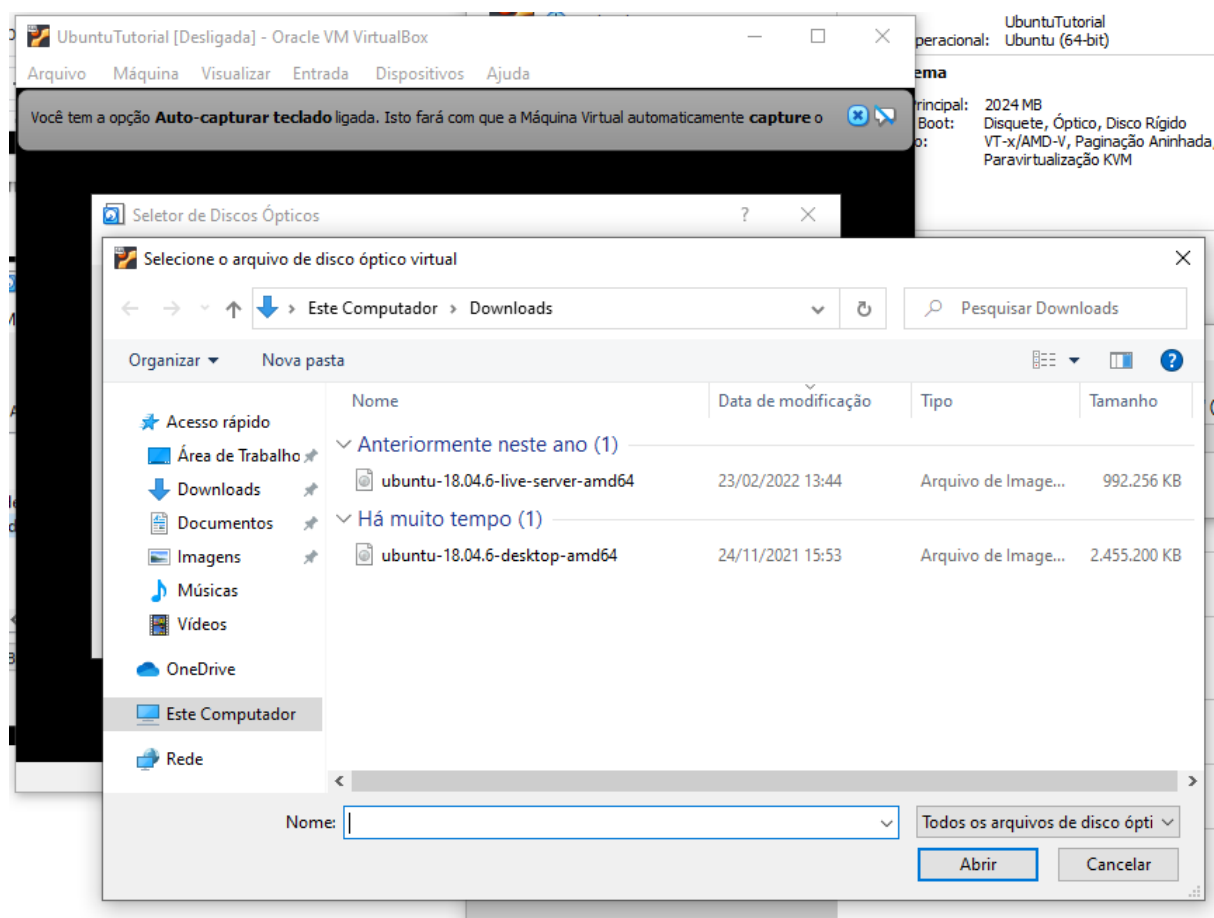 UbuntuTutorial [Desligada] - Oracle VM VirtualBox
Arquivo Máquina Visualizar Entrada Dispositivos Ajuda
Você tem a opção Auto-capturar teclado ligada. Isto fará com que a Máquina Virtual automaticamente capture o
UbuntuTutorial
peracional: Ubuntu (64-bit)
ema
rincipal: 2024 MB
Boot: Disquete, Óptico, Disco Rígido
o: VT-x/AMD-V, Paginação Aninhada,
Paravirtualização KVM
Seletor de Discos Ópticos
Selecione o arquivo de disco óptico virtual
Este Computador > Downloads
Pesquisar Downloads
Organizar Nova pasta
Nome Data de modificação Tipo Tamanho
Acesso rápido
Área de Trabalho
Downloads
Documentos
Imagens
Músicas
Vídeos
OneDrive
Este Computador
Rede
Anteriormente neste ano (1)
ubuntu-18.04.6-live-server-amd64 23/02/2022 13:44 Arquivo de Image... 992.256 KB
Há muito tempo (1)
ubuntu-18.04.6-desktop-amd64 24/11/2021 15:53 Arquivo de Image... 2.455.200 KB
Nome:
Todos os arquivos de disco ópti
Abrir Cancelar